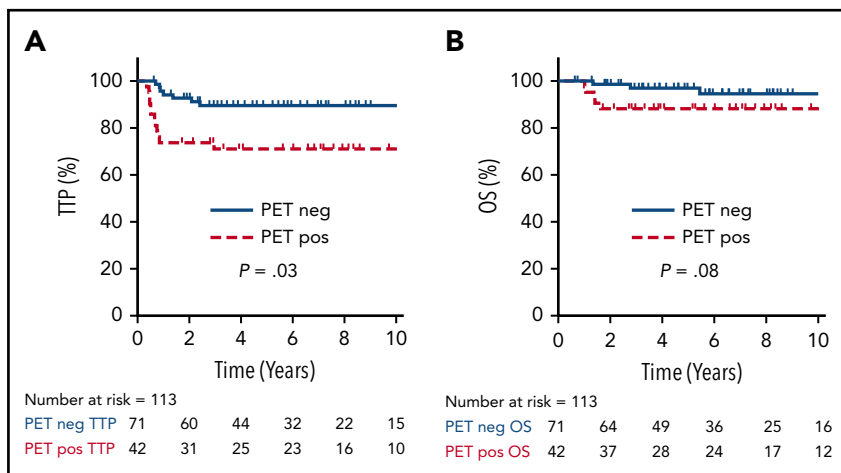 A
TTP (%)
100
80
60
40
20
0
PET neg
PET pos
P = .03
0 2 4 6 8 10
Time (Years)
Number at risk = 113
PET neg TTP 71 60 44 32 22 15
PET pos TTP 42 31 25 23 16 10
B
OS (%)
100
80
60
40
20
0
PET neg
PET pos
P = .08
0 2 4 6 8 10
Time (Years)
Number at risk = 113
PET neg OS 71 64 49 36 25 16
PET pos OS 42 37 28 24 17 12